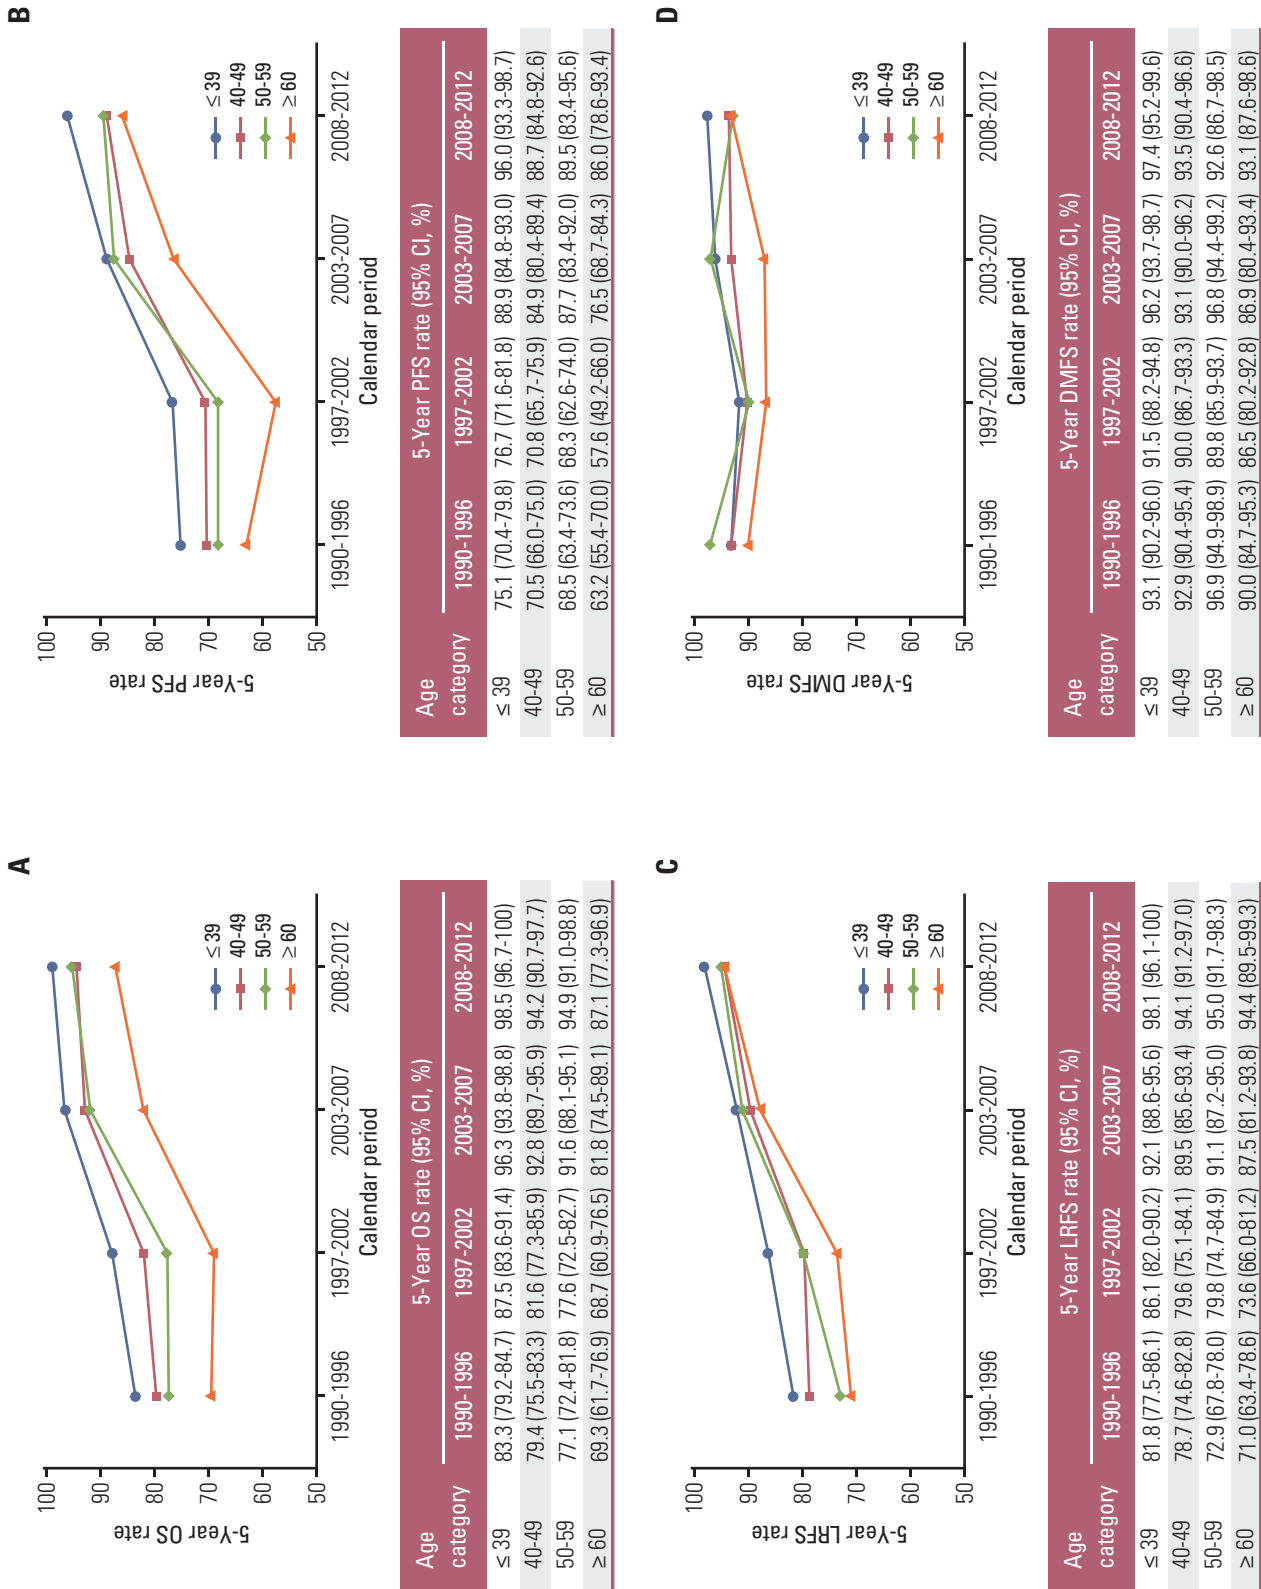 A
5-Year OS rate
100
90
80
70
60
50
1990-1996 1997-2002 2003-2007 2008-2012
Calendar period
≤ 39
40-49
50-59
≥ 60
Age category 5-Year OS rate (95% CI, %)
1990-1996 1997-2002 2003-2007 2008-2012
≤ 39 83.3 (79.2-84.7) 87.5 (83.6-91.4) 96.3 (93.8-98.8) 98.5 (96.7-100)
40-49 79.4 (75.5-83.3) 81.6 (77.3-85.9) 92.8 (89.7-95.9) 94.2 (90.7-97.7)
50-59 77.1 (72.4-81.8) 77.6 (72.5-82.7) 91.6 (88.1-95.1) 94.9 (91.0-98.8)
≥ 60 69.3 (61.7-76.9) 68.7 (60.9-76.5) 81.8 (74.5-89.1) 87.1 (77.3-96.9)
B
5-Year PFS rate
100
90
80
70
60
50
1990-1996 1997-2002 2003-2007 2008-2012
Calendar period
≤ 39
40-49
50-59
≥ 60
Age category 5-Year PFS rate (95% CI, %)
1990-1996 1997-2002 2003-2007 2008-2012
≤ 39 75.1 (70.4-79.8) 76.7 (71.6-81.8) 88.9 (84.8-93.0) 96.0 (93.3-98.7)
40-49 70.5 (66.0-75.0) 70.8 (65.7-75.9) 84.9 (80.4-89.4) 88.7 (84.8-92.6)
50-59 68.5 (63.4-73.6) 68.3 (62.6-74.0) 87.7 (83.4-92.0) 89.5 (83.4-95.6)
≥ 60 63.2 (55.4-70.0) 57.6 (49.2-66.0) 76.5 (68.7-84.3) 86.0 (78.6-93.4)
C
5-Year LRFS rate
100
90
80
70
60
50
1990-1996 1997-2002 2003-2007 2008-2012
Calendar period
≤ 39
40-49
50-59
≥ 60
Age category 5-Year LRFS rate (95% CI, %)
1990-1996 1997-2002 2003-2007 2008-2012
≤ 39 81.8 (77.5-86.1) 86.1 (82.0-90.2) 92.1 (88.6-95.6) 98.1 (96.1-100)
40-49 78.7 (74.6-82.8) 79.6 (75.1-84.1) 89.5 (85.6-93.4) 94.1 (91.2-97.0)
50-59 72.9 (67.8-78.0) 79.8 (74.7-84.9) 91.1 (87.2-95.0) 95.0 (91.7-98.3)
≥ 60 71.0 (63.4-78.6) 73.6 (66.0-81.2) 87.5 (81.2-93.8) 94.4 (89.5-99.3)
D
5-Year DMFS rate
100
90
80
70
60
50
1990-1996 1997-2002 2003-2007 2008-2012
Calendar period
≤ 39
40-49
50-59
≥ 60
Age category 5-Year DMFS rate (95% CI, %)
1990-1996 1997-2002 2003-2007 2008-2012
≤ 39 93.1 (90.2-96.0) 91.5 (88.2-94.8) 96.2 (93.7-98.7) 97.4 (95.2-99.6)
40-49 92.9 (90.4-95.4) 90.0 (86.7-93.3) 93.1 (90.0-96.2) 93.5 (90.4-96.6)
50-59 96.9 (94.9-98.9) 89.8 (85.9-93.7) 96.8 (94.4-99.2) 92.6 (86.7-98.5)
≥ 60 90.0 (84.7-95.3) 86.5 (80.2-92.8) 86.9 (80.4-93.4) 93.1 (87.6-98.6)